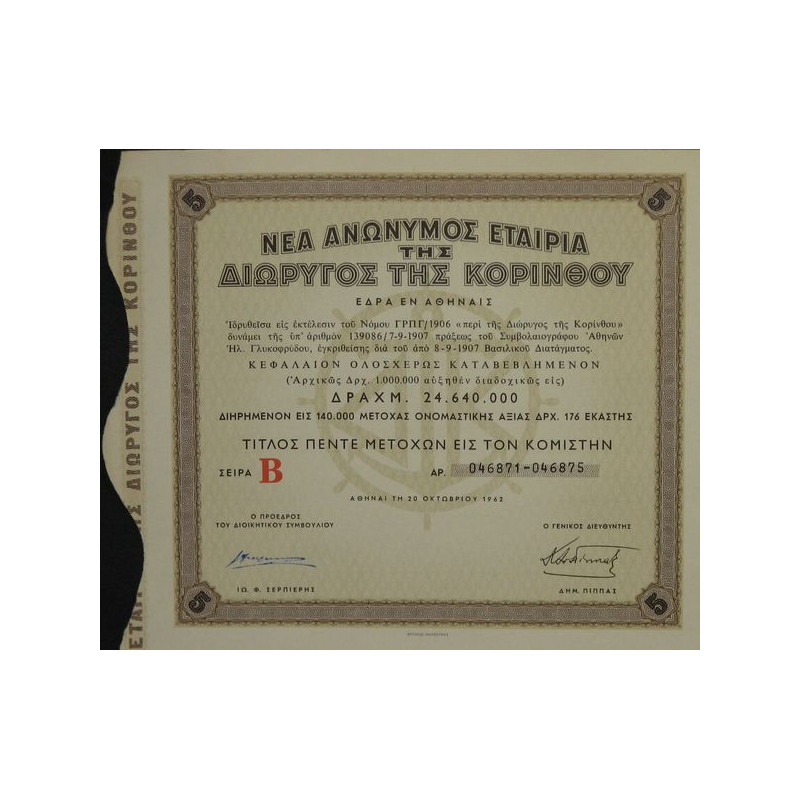 5 5
ΝΕΑ ΑΝΩΝΥΜΟΣ ΕΤΑΙΡΙΑ
ΤΗΣ
ΔΙΩΡΥΓΟΣ ΤΗΣ ΚΟΡΙΝΘΟΥ
ΕΔΡΑ ΕΝ ΑΘΗΝΑΙΣ
Ἱδρυθεῖσα εἰς ἐκτέλεσιν τοῦ Νόμου ΓΡΠΓ/1906 «περὶ τῆς Διώρυγος τῆς Κορίνθου»
δυνάμει τῆς ὑπ' ἀριθμὸν 139086/7-9-1907 πράξεως τοῦ Συμβολαιογράφου Ἀθηνῶν
Ἠλ. Γλυκοφρύδου, ἐγκριθείσης διὰ τοῦ ἀπὸ 8-9-1907 Βασιλικοῦ Διατάγματος.
ΚΕΦΑΛΑΙΟΝ ΟΛΟΣΧΕΡΩΣ ΚΑΤΑΒΕΒΛΗΜΕΝΟΝ
(Ἀρχικῶς Δρχ. 1.000.000 αὐξηθὲν διαδοχικῶς εἰς)
ΔΡΑΧΜ. 24.640.000
ΔΙΗΡΗΜΕΝΟΝ ΕΙΣ 140.000 ΜΕΤΟΧΑΣ ΟΝΟΜΑΣΤΙΚΗΣ ΑΞΙΑΣ ΔΡΧ. 176 ΕΚΑΣΤΗΣ
ΤΙΤΛΟΣ ΠΕΝΤΕ ΜΕΤΟΧΩΝ ΕΙΣ ΤΟΝ ΚΟΜΙΣΤΗΝ
ΣΕΙΡΑ Β ΑΡ. 046871-046875
ΑΘΗΝΑΙ ΤΗ 20 ΟΚΤΩΒΡΙΟΥ 1962
Ο ΠΡΟΕΔΡΟΣ
ΤΟΥ ΔΙΟΙΚΗΤΙΚΟΥ ΣΥΜΒΟΥΛΙΟΥ
Ο ΓΕΝΙΚΟΣ ΔΙΕΥΘΥΝΤΗΣ
ΙΩ. Φ. ΣΕΡΠΙΕΡΗΣ
ΔΗΜ. ΠΙΠΠΑΣ
5 5
ΔΙΩΡΥΓΟΣ ΤΗΣ ΚΟΡΙΝΘΟΥ